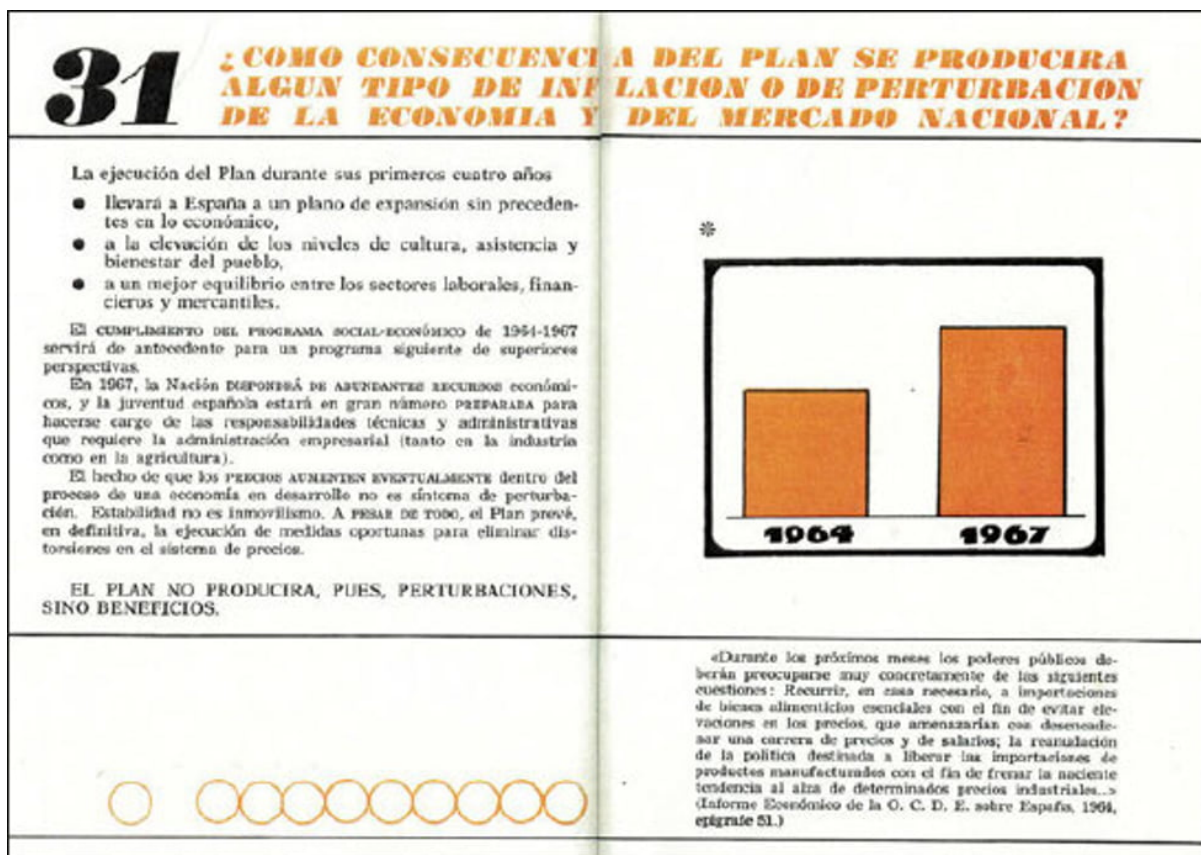 31
¿COMO CONSECUENCIA DEL PLAN SE PRODUCIRA
ALGUN TIPO DE INFLACION O DE PERTURBACION
DE LA ECONOMIA Y DEL MERCADO NACIONAL?
La ejecución del Plan durante sus primeros cuatro años
● llevará a España a un plano de expansión sin preceden-
tes en lo económico,
● a la elevación de los niveles de cultura, asistencia y
bienestar del pueblo,
● a un mejor equilibrio entre los sectores laborales, finan-
cieros y mercantiles.
El CUMPLIMIENTO DEL PROGRAMA SOCIAL-ECONÓMICO de 1964-1967
servirá de antecedente para un programa siguiente de superiores
perspectivas.
En 1967, la Nación DISPONDRÁ DE ABUNDANTES RECURSOS económi-
cos, y la juventud española estará en gran número PREPARADA para
hacerse cargo de las responsabilidades técnicas y administrativas
que requiere la administración empresarial (tanto en la industria
como en la agricultura).
El hecho de que los PRECIOS AUMENTEN EVENTUALMENTE dentro del
proceso de una economía en desarrollo no es síntoma de perturba-
ción. Estabilidad no es inmovilismo. A PESAR DE TODO, el Plan prevé,
en definitiva, la ejecución de medidas oportunas para eliminar dis-
torsiones en el sistema de precios.
EL PLAN NO PRODUCIRA, PUES, PERTURBACIONES,
SINO BENEFICIOS.
*
1964 1967
«Durante los próximos meses los poderes públicos de-
berán preocuparse muy concretamente de las siguientes
cuestiones: Recurrir, en caso necesario, a importaciones
de bienes alimenticios esenciales con el fin de evitar ele-
vaciones en los precios, que amenazarían con desencade-
nar una carrera de precios y de salarios; la reanudación
de la política destinada a liberar las importaciones de
productos manufacturados con el fin de frenar la naciente
tendencia al alza de determinados precios industriales...»
(Informe Económico de la O. C. D. E. sobre España, 1964,
epígrafe 51.)